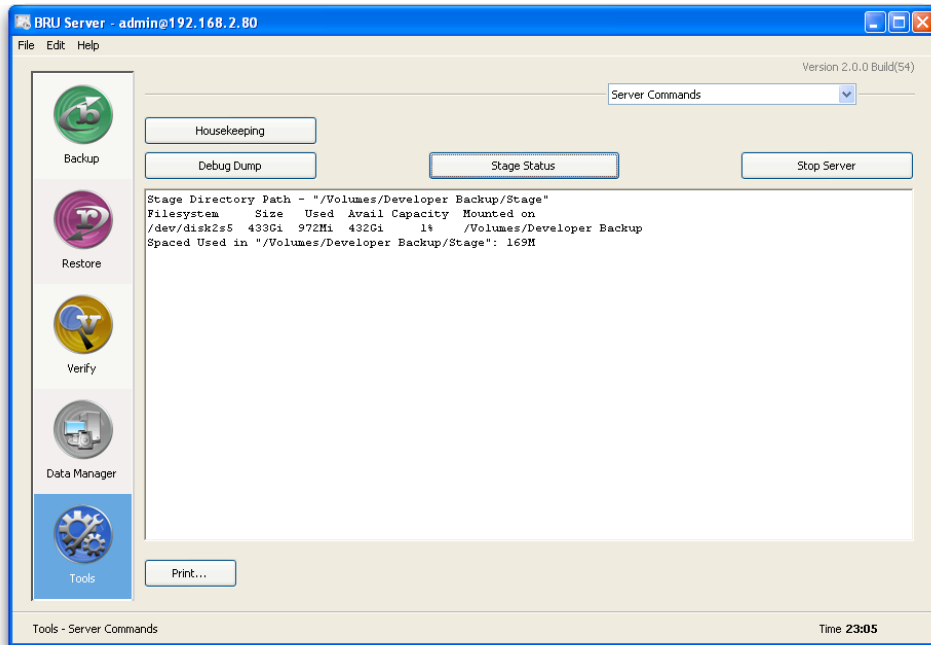 BRU Server - admin@192.168.2.80
File Edit Help
Version 2.0.0 Build(54)
Server Commands
Housekeeping
Debug Dump Stage Status Stop Server
Stage Directory Path - "/Volumes/Developer Backup/Stage"
Filesystem Size Used Avail Capacity Mounted on
/dev/disk2s5 433Gi 972Mi 432Gi 1% /Volumes/Developer Backup
Spaced Used in "/Volumes/Developer Backup/Stage": 169M
Backup
Restore
Verify
Data Manager
Tools
Print...
Tools - Server Commands Time 23:05